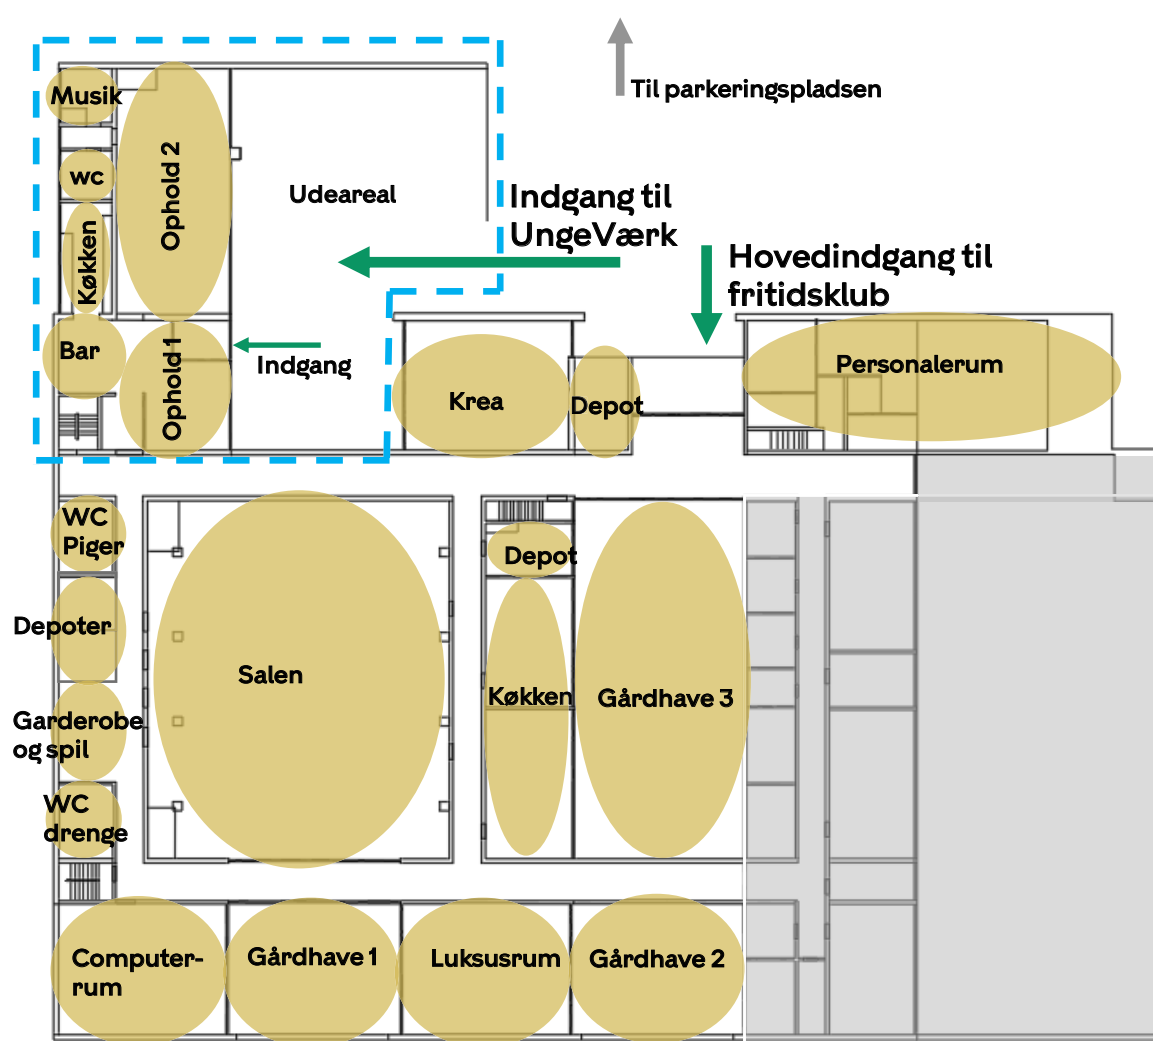 Til parkeringspladsen
Musik
wc
Køkken
Ophold 2
Udeareal
Indgang til
UngeVærk
Hovedindgang til
fritidsklub
Bar
Ophold 1
Indgang
Krea
Depot
Personalerum
WC
Piger
Depoter
Garderobe
og spil
WC
drenge
Salen
Depot
Køkken
Gårdhave 3
Computer-
rum
Gårdhave 1
Luksusrum
Gårdhave 2